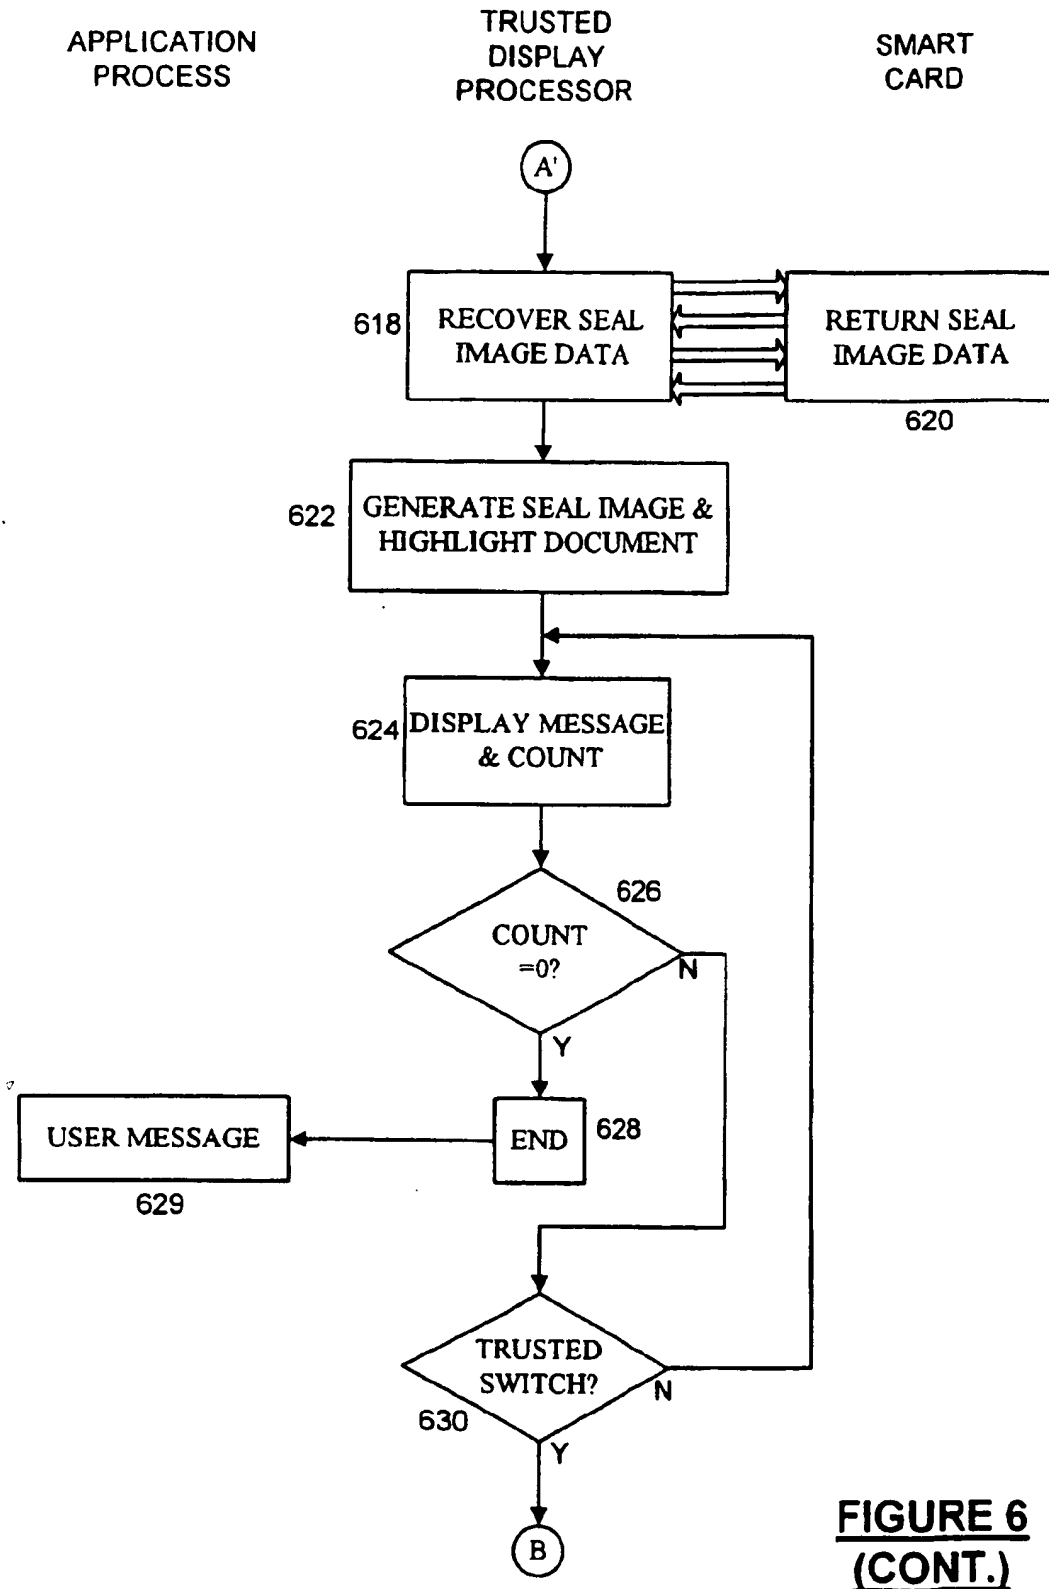 APPLICATION
PROCESS
TRUSTED
DISPLAY
PROCESSOR
SMART
CARD
A'
618
RECOVER SEAL
IMAGE DATA
RETURN SEAL
IMAGE DATA
620
622
GENERATE SEAL IMAGE &
HIGHLIGHT DOCUMENT
624
DISPLAY MESSAGE
& COUNT
626
COUNT
=0?
N
Y
USER MESSAGE
629
END
628
TRUSTED
SWITCH?
N
630
Y
B
FIGURE 6
(CONT.)